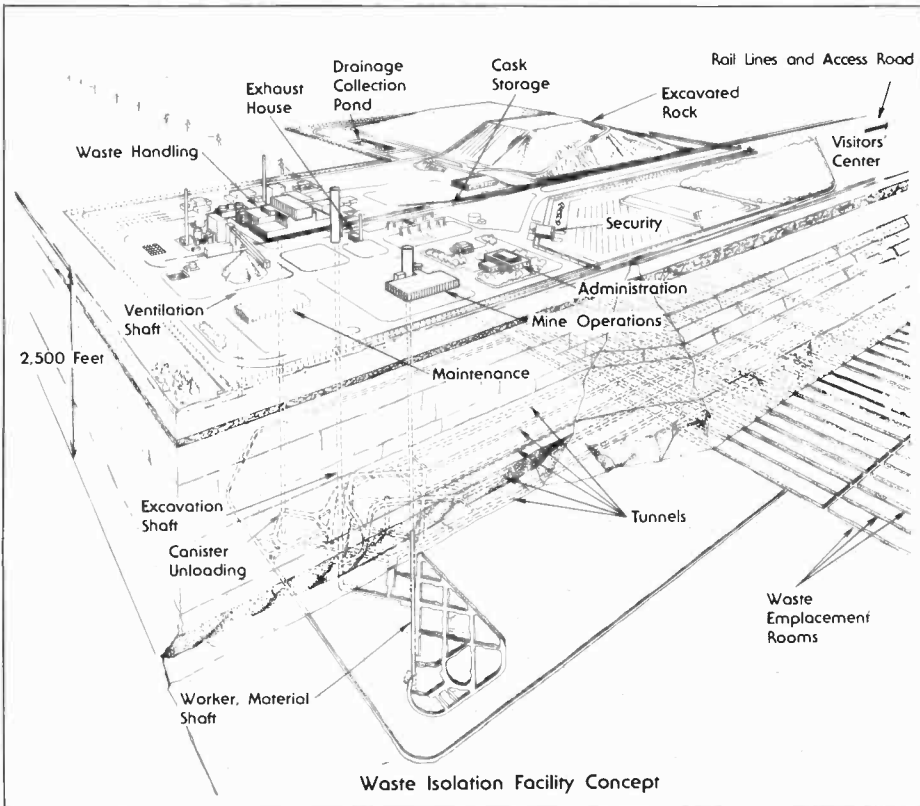 Rail Lines and Access Road
Drainage
Collection
Pond
Cask
Storage
Exhaust
House
Excavated
Rock
Visitors'
Center
Waste Handling
Security
Administration
Ventilation
Shaft
Mine Operations
2,500 Feet
Maintenance
Excavation
Shaft
Tunnels
Canister
Unloading
Waste
Emplacement
Rooms
Worker, Material
Shaft
Waste Isolation Facility Concept